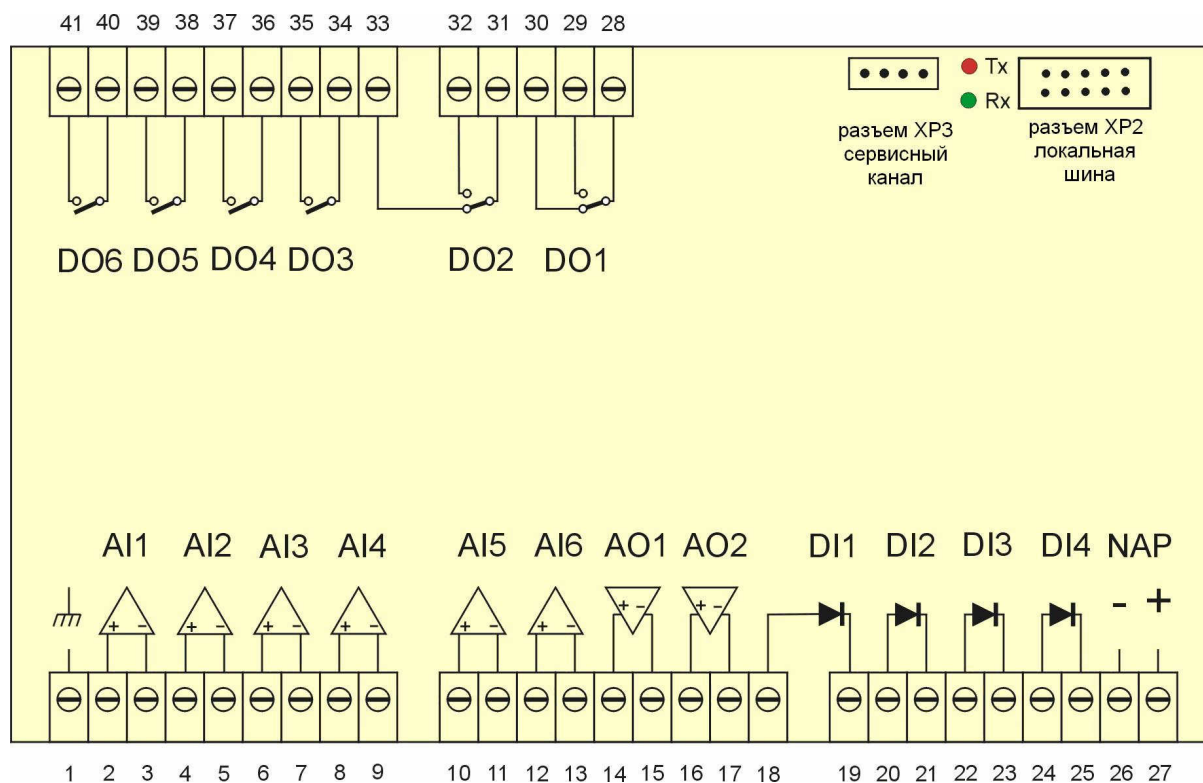 41 40 39 38 37 36 35 34 33 32 31 30 29 28
Tx
Rx
разъем XP3
сервисный
канал
разъем XP2
локальная
шина
DO6 DO5 DO4 DO3 DO2 DO1
AI1 AI2 AI3 AI4 AI5 AI6 AO1 AO2 DI1 DI2 DI3 DI4 NAP
- +
+ - + - + - + - + - + - + - + -
1 2 3 4 5 6 7 8 9 10 11 12 13 14 15 16 17 18 19 20 21 22 23 24 25 26 27